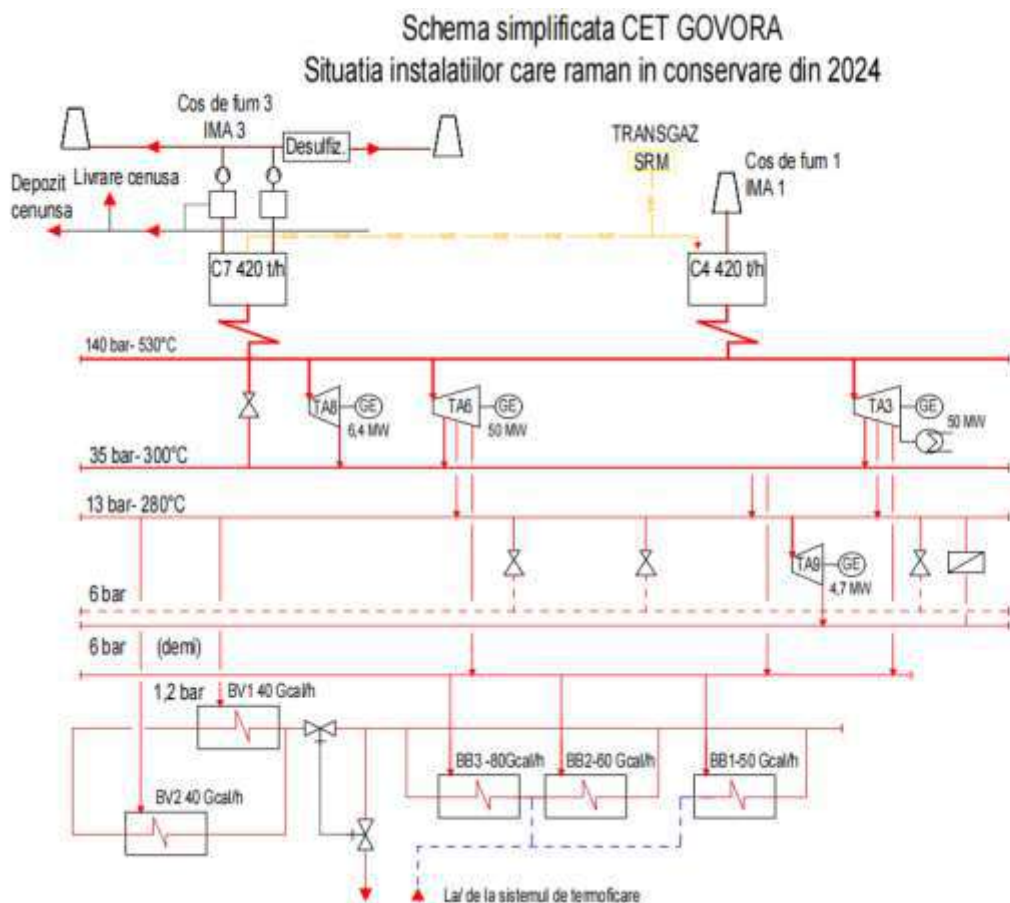 Schema simplificata CET GOVORA
Situatia instalatiilor care raman in conservare din 2024
Cos de fum 3
IMA 3
Desulfiz.
TRANSGAZ
SRM
Cos de fum 1
IMA 1
Depozit
cenunsa
Livrare cenusa
C7 420 t/h
C4 420 t/h
140 bar- 530°C
TA8
GE
6,4 MW
TA6
GE
50 MW
TA3
GE
50 MW
35 bar- 300°C
13 bar- 280°C
TA9
GE
4,7 MW
6 bar
6 bar (demi)
1,2 bar
BV1 40 Gcal/h
BB3 -80Gcal/h
BB2-60 Gcal/h
BB1-50 Gcal/h
BV2 40 Gcal/h
La/ de la sistemul de termoficare